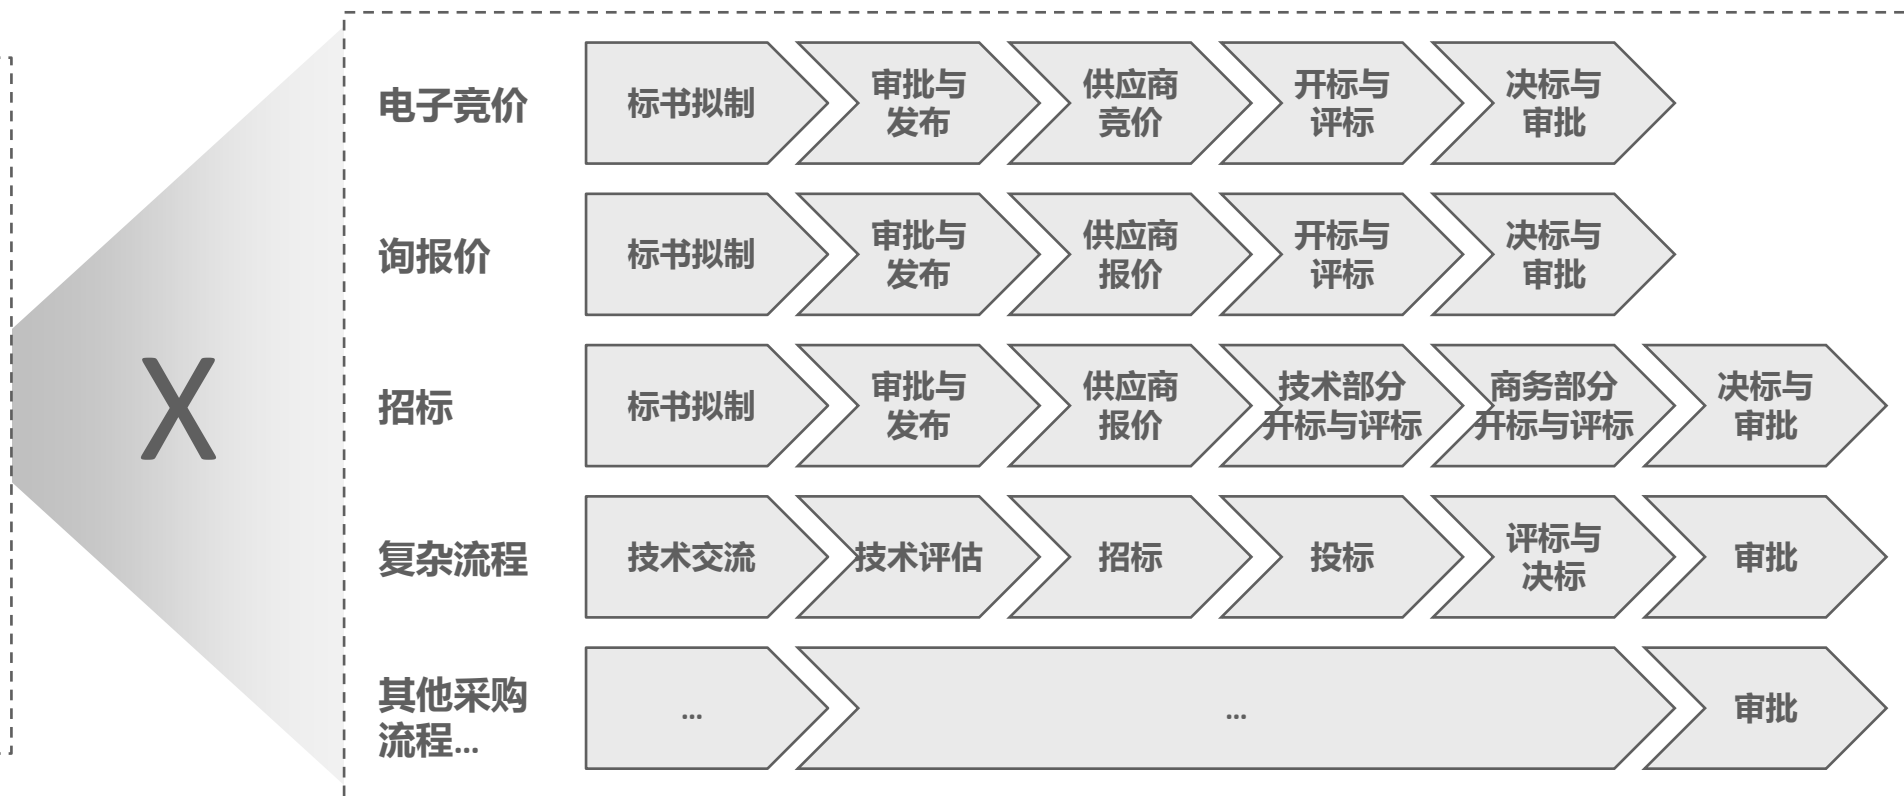 X
电子竞价
标书拟制
审批与
发布
供应商
竞价
开标与
评标
决标与
审批
询报价
标书拟制
审批与
发布
供应商
报价
开标与
评标
决标与
审批
招标
标书拟制
审批与
发布
供应商
报价
技术部分
开标与评标
商务部分
开标与评标
决标与
审批
复杂流程
技术交流
技术评估
招标
投标
评标与
决标
审批
其他采购
流程...
...
...
审批